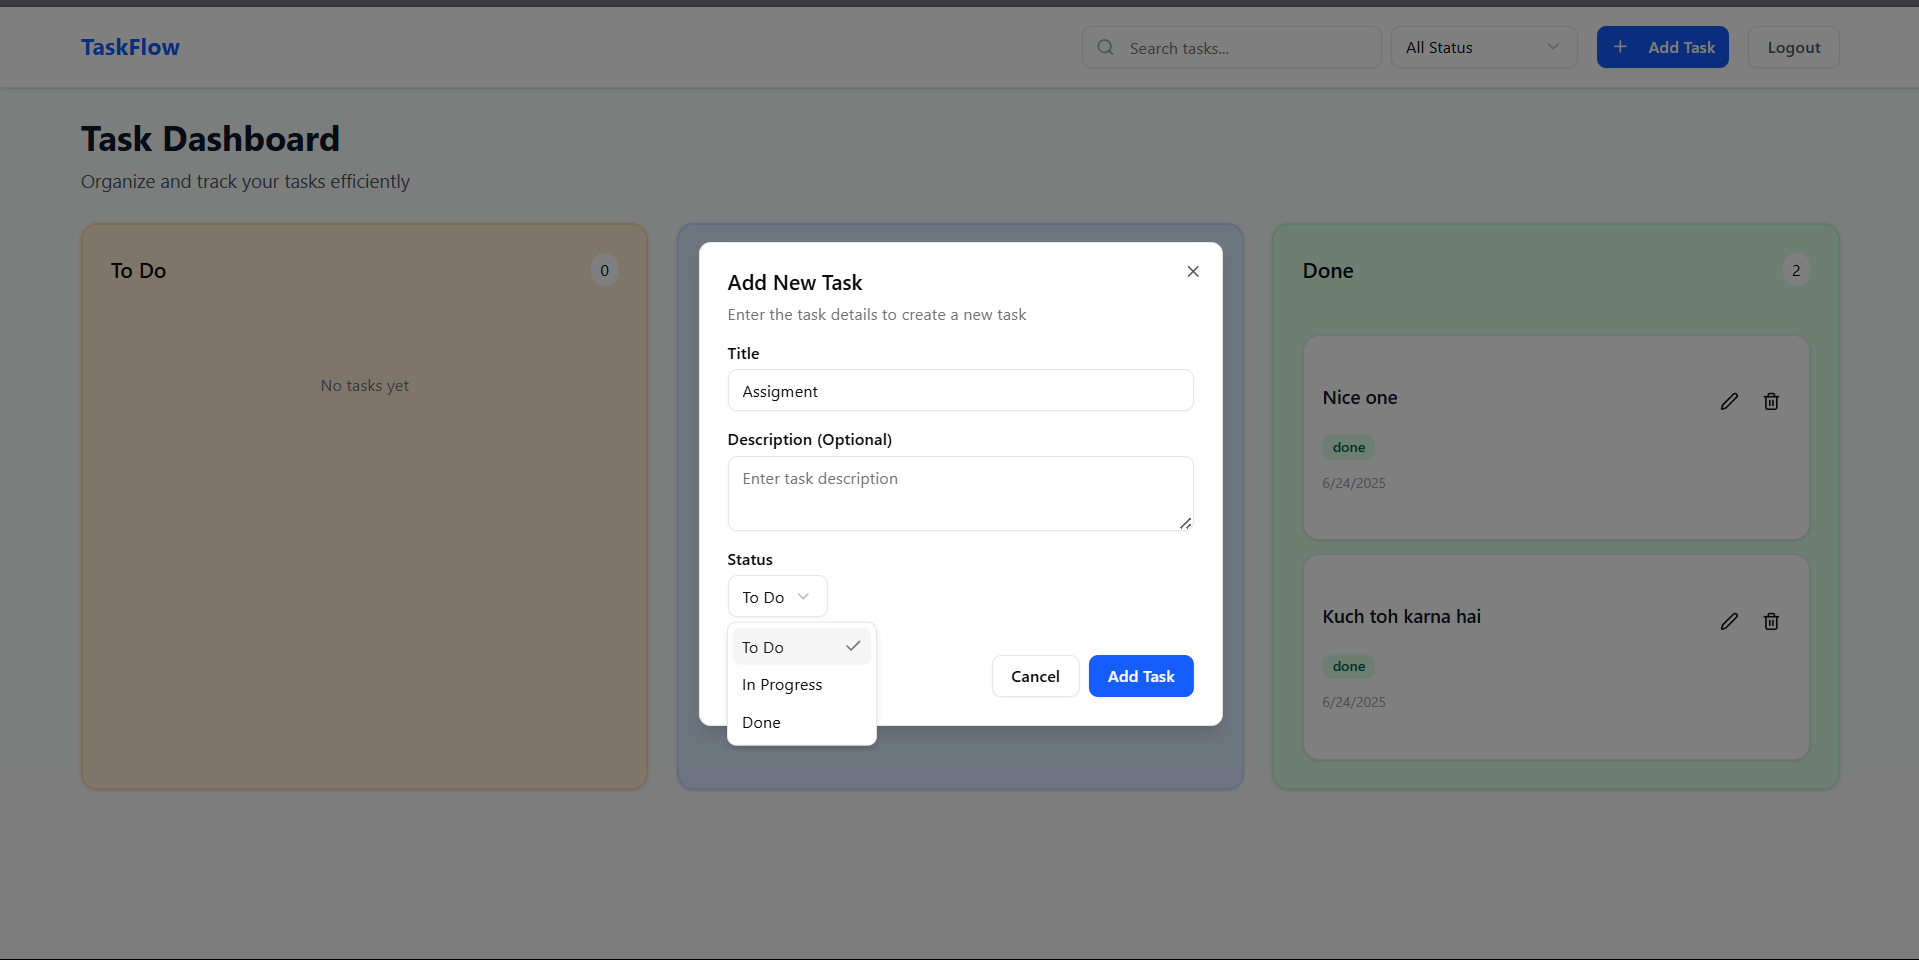 TaskFlow
Search tasks...
All Status
Add Task
Logout
Task Dashboard
Organize and track your tasks efficiently
To Do
0
No tasks yet
Add New Task
Enter the task details to create a new task
Title
Assigment
Description (Optional)
Enter task description
Status
To Do
To Do
In Progress
Done
Cancel
Add Task
Done
2
Nice one
done
6/24/2025
Kuch toh karna hai
done
6/24/2025